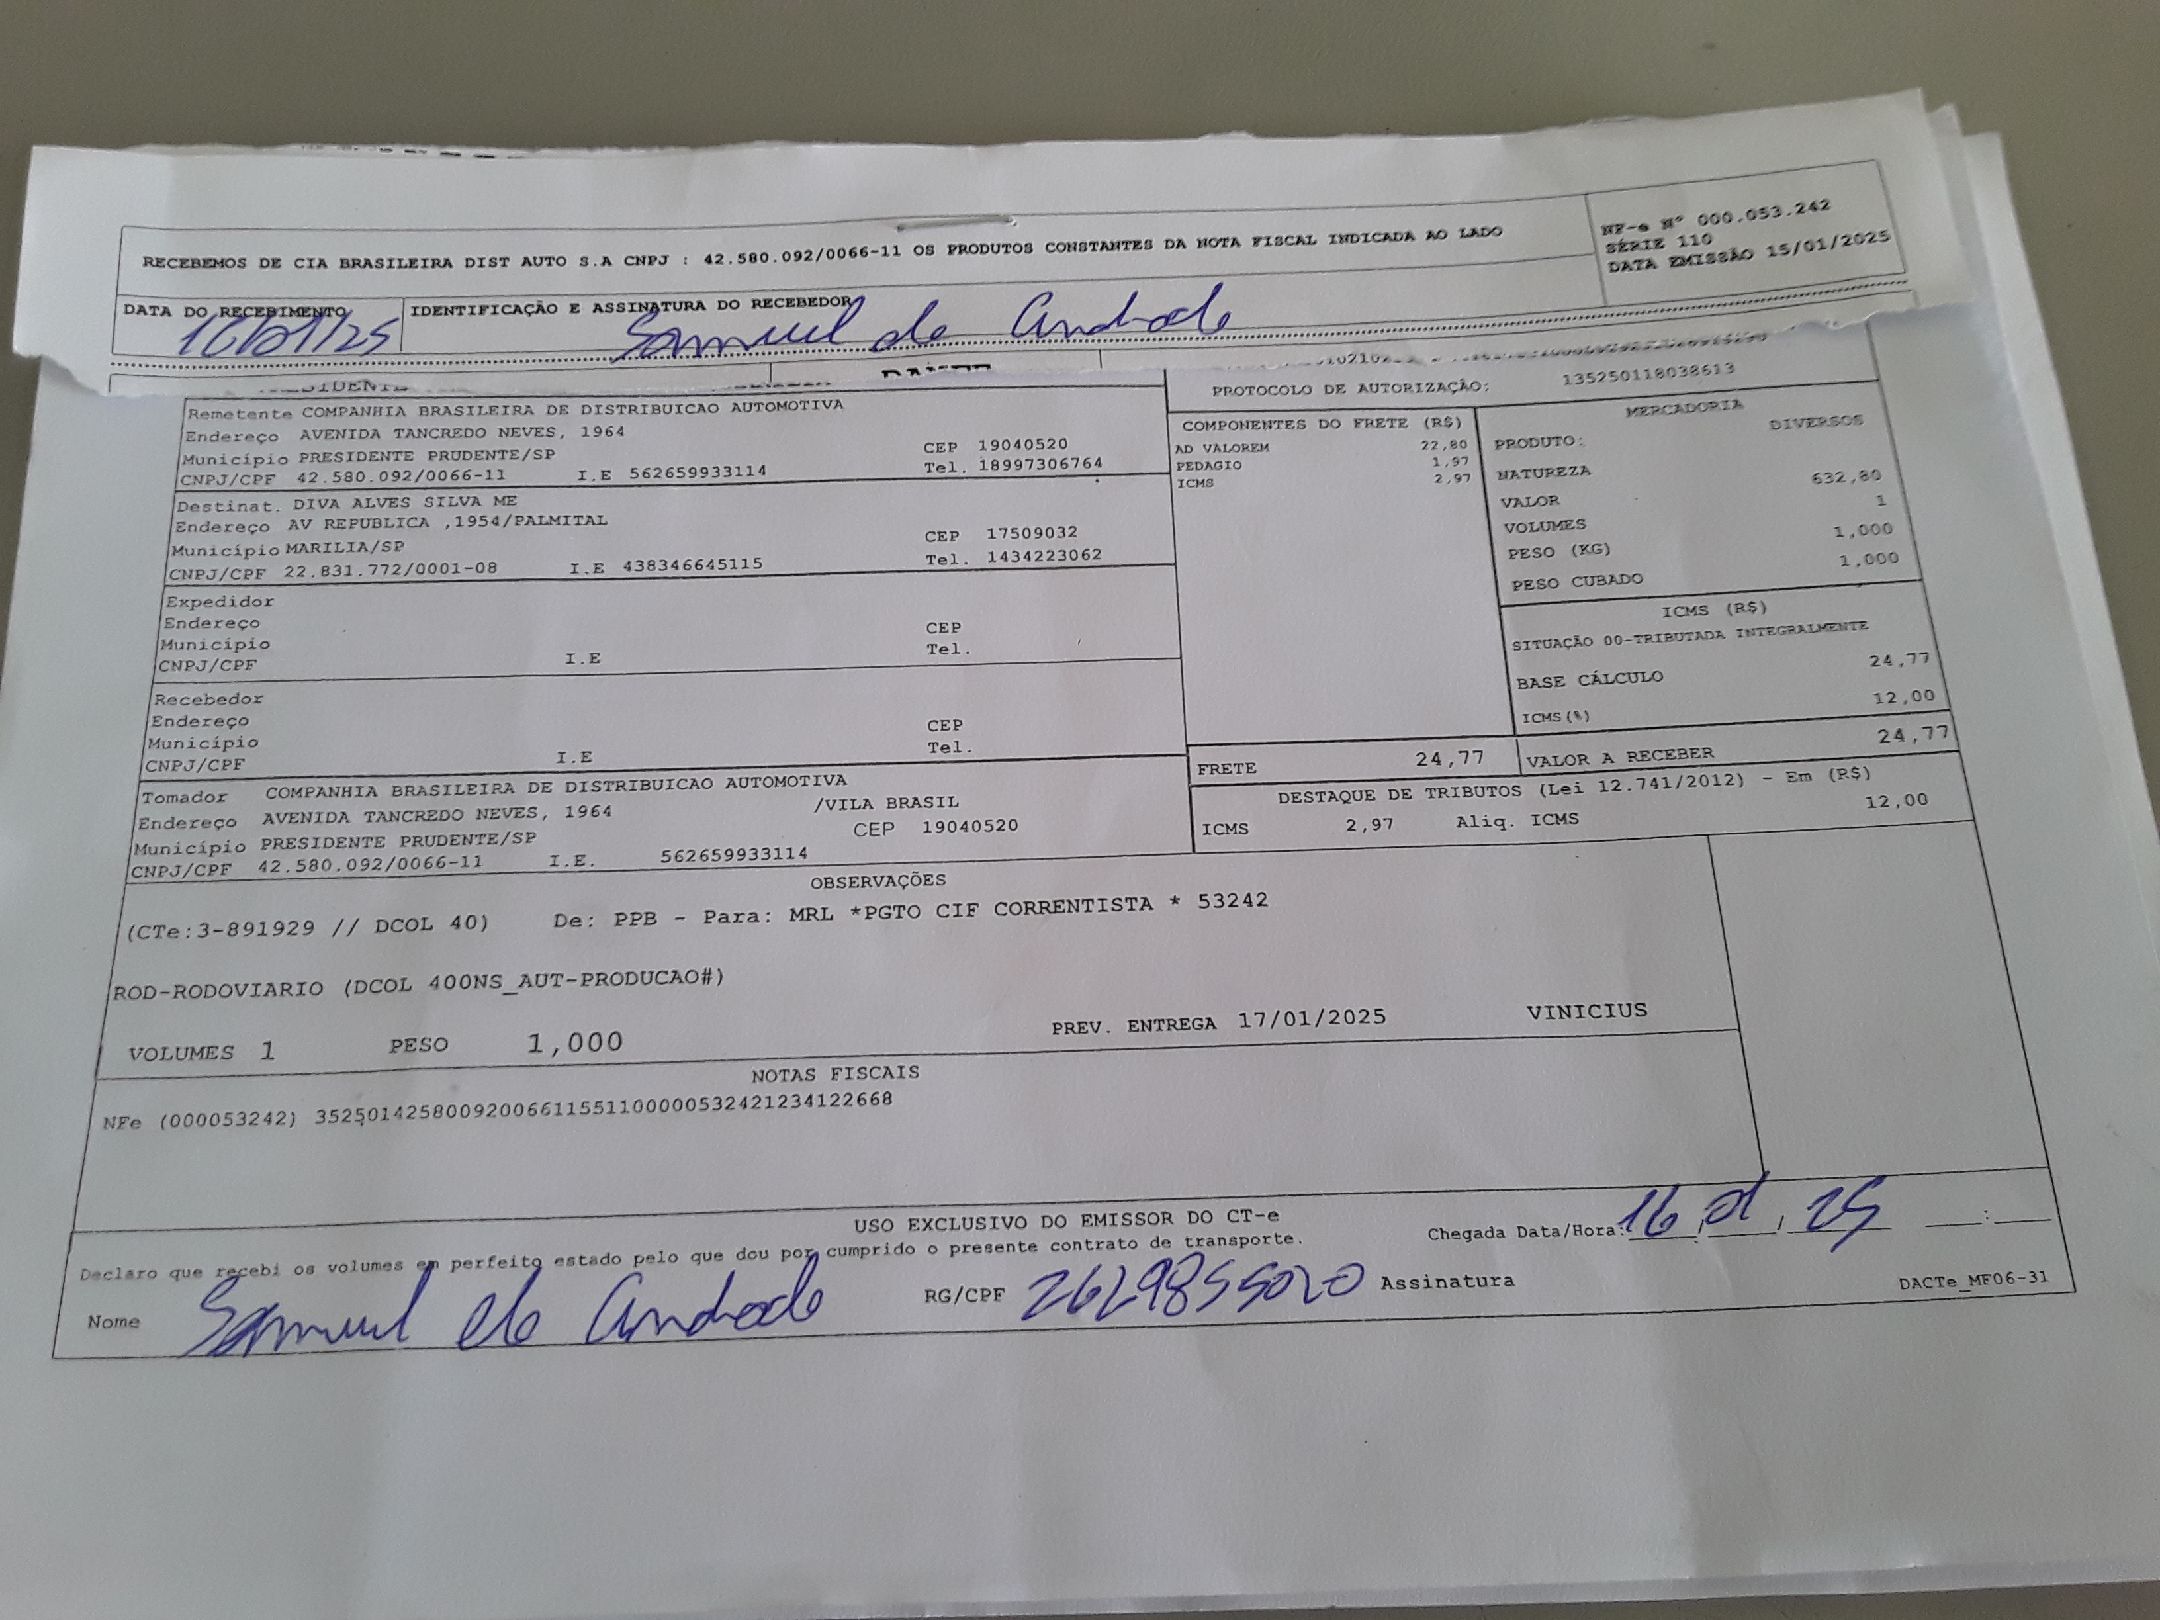 RECEBEMOS DE CIA BRASILEIRA DIST AUTO S.A CNPJ : 42.580.092/0066-11 OS PRODUTOS CONSTANTES DA NOTA FISCAL INDICADA AO LADO
NF-e Nº 000.053.242
SÉRIE 110
DATA EMISSÃO 15/01/2025
DATA DO RECEBIMENTO
16/01/25
IDENTIFICAÇÃO E ASSINATURA DO RECEBEDOR
Samuel de Andrade
PROTOCOLO DE AUTORIZAÇÃO: 135250118038613
Remetente COMPANHIA BRASILEIRA DE DISTRIBUICAO AUTOMOTIVA
Endereço AVENIDA TANCREDO NEVES, 1964
Município PRESIDENTE PRUDENTE/SP CEP 19040520
CNPJ/CPF 42.580.092/0066-11 I.E 562659933114 Tel. 18997306764
Destinat. DIVA ALVES SILVA ME
Endereço AV REPUBLICA ,1954/PALMITAL
Município MARILIA/SP CEP 17509032
CNPJ/CPF 22.831.772/0001-08 I.E 438346645115 Tel. 1434223062
Expedidor
Endereço
Município CEP
CNPJ/CPF I.E Tel.
Recebedor
Endereço
Município CEP
CNPJ/CPF I.E Tel.
Tomador COMPANHIA BRASILEIRA DE DISTRIBUICAO AUTOMOTIVA
Endereço AVENIDA TANCREDO NEVES, 1964 /VILA BRASIL
Município PRESIDENTE PRUDENTE/SP CEP 19040520
CNPJ/CPF 42.580.092/0066-11 I.E. 562659933114
COMPONENTES DO FRETE (R$)
AD VALOREM 22,80
PEDAGIO 1,97
ICMS 2,97
MERCADORIA
PRODUTO: DIVERSOS
NATUREZA
VALOR 632,80
VOLUMES 1
PESO (KG) 1,000
PESO CUBADO 1,000
ICMS (R$)
SITUAÇÃO 00-TRIBUTADA INTEGRALMENTE
BASE CÁLCULO 24,77
ICMS(%) 12,00
FRETE 24,77 VALOR A RECEBER 24,77
DESTAQUE DE TRIBUTOS (Lei 12.741/2012) - Em (R$)
ICMS 2,97 Aliq. ICMS 12,00
OBSERVAÇÕES
(CTe:3-891929 // DCOL 40) De: PPB - Para: MRL *PGTO CIF CORRENTISTA * 53242
ROD-RODOVIARIO (DCOL 400NS_AUT-PRODUCAO#)
VOLUMES 1 PESO 1,000 PREV. ENTREGA 17/01/2025 VINICIUS
NOTAS FISCAIS
NFe (000053242) 35250142580092006611551100000532421234122668
USO EXCLUSIVO DO EMISSOR DO CT-e
Declaro que recebi os volumes em perfeito estado pelo que dou por cumprido o presente contrato de transporte.
Chegada Data/Hora: 16/01/25 __:__
Nome Samuel de Andrade RG/CPF 26298555020 Assinatura
DACTe_MF06-31